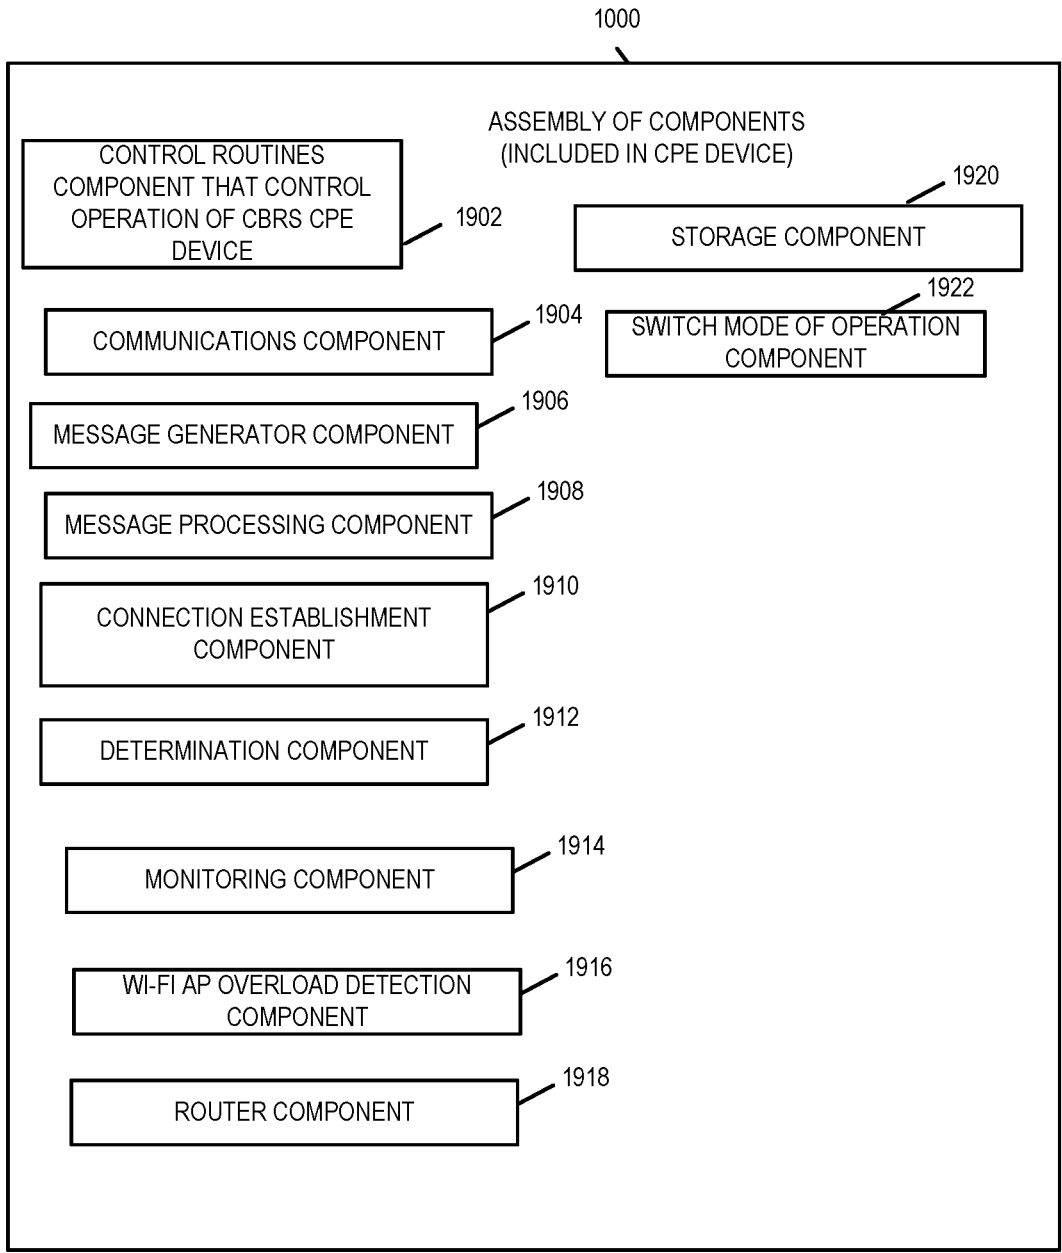 1000
ASSEMBLY OF COMPONENTS
(INCLUDED IN CPE DEVICE)
CONTROL ROUTINES
COMPONENT THAT CONTROL
OPERATION OF CBRS CPE
DEVICE
1902
1920
STORAGE COMPONENT
1904
COMMUNICATIONS COMPONENT
1922
SWITCH MODE OF OPERATION
COMPONENT
1906
MESSAGE GENERATOR COMPONENT
1908
MESSAGE PROCESSING COMPONENT
1910
CONNECTION ESTABLISHMENT
COMPONENT
1912
DETERMINATION COMPONENT
1914
MONITORING COMPONENT
1916
WI-FI AP OVERLOAD DETECTION
COMPONENT
1918
ROUTER COMPONENT